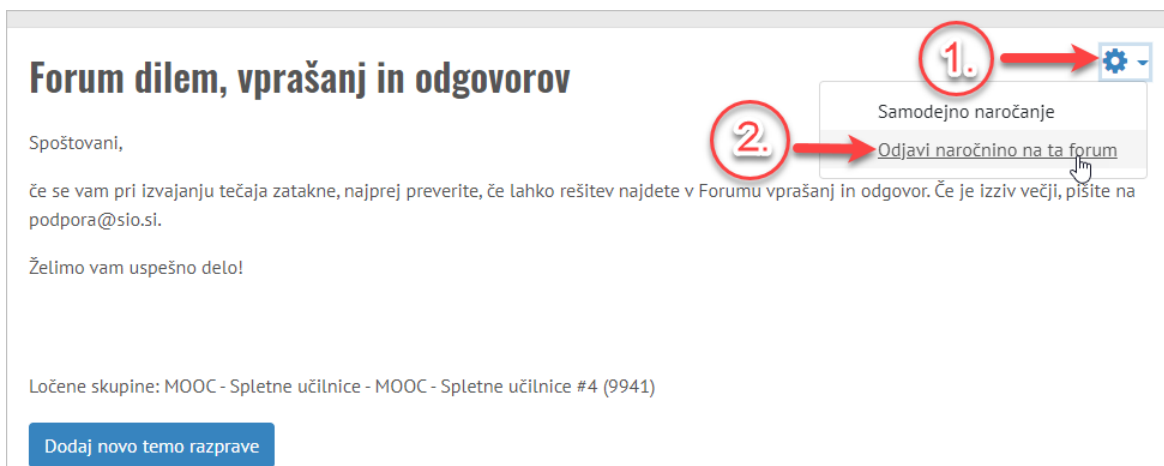 1.
Forum dilem, vprašanj in odgovorov
Samodejno naročanje
2.
Odjavi naročnino na ta forum
Spoštovani,
če se vam pri izvajanju tečaja zatakne, najprej preverite, če lahko rešitev najdete v Forumu vprašanj in odgovor. Če je izziv večji, pišite na
podpora@sio.si.
Želimo vam uspešno delo!
Ločene skupine: MOOC - Spletne učilnice - MOOC - Spletne učilnice #4 (9941)
Dodaj novo temo razprave